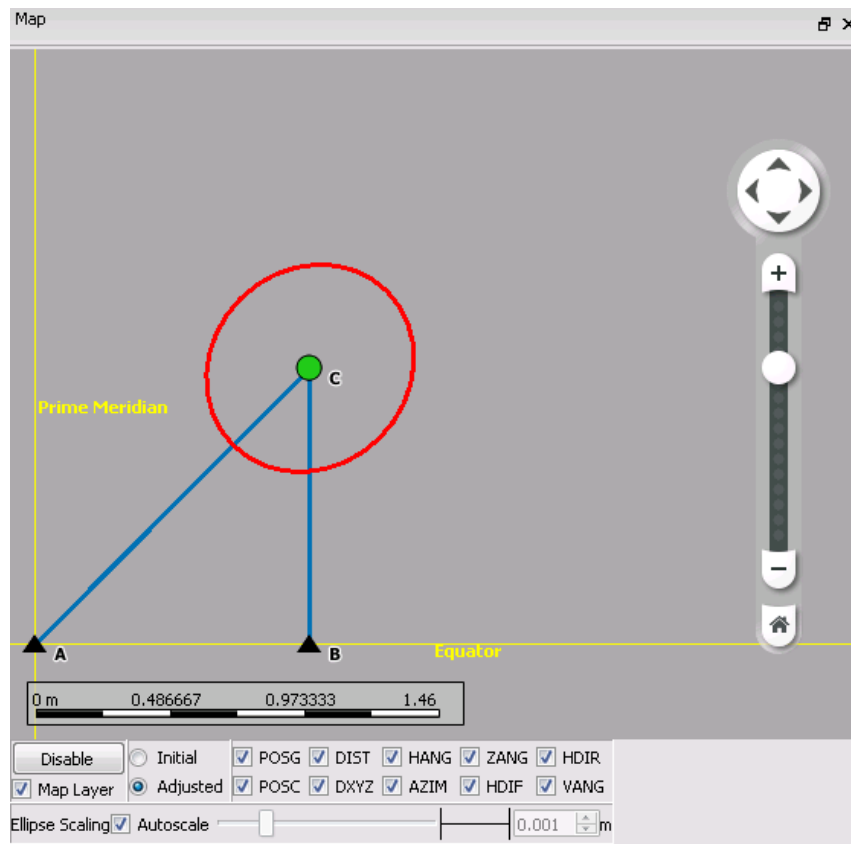 Map
C
Prime Meridian
A
B
Equator
0 m 0.486667 0.973333 1.46
Disable Initial POSG DIST HANG ZANG HDIR
Map Layer Adjusted POSC DXYZ AZIM HDIF VANG
Ellipse Scaling Autoscale 0.001 m